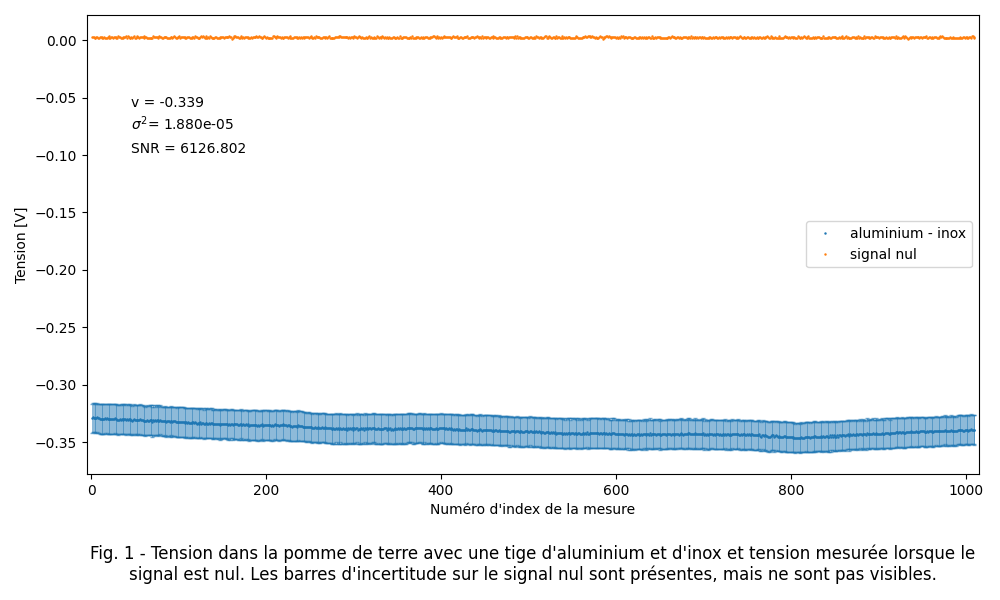 0.00
−0.05
−0.10
−0.15
−0.20
−0.25
−0.30
−0.35
Tension [V]
v = -0.339
σ²= 1.880e-05
SNR = 6126.802
aluminium - inox
signal nul
0 200 400 600 800 1000
Numéro d'index de la mesure
Fig. 1 - Tension dans la pomme de terre avec une tige d'aluminium et d'inox et tension mesurée lorsque le
signal est nul. Les barres d'incertitude sur le signal nul sont présentes, mais ne sont pas visibles.